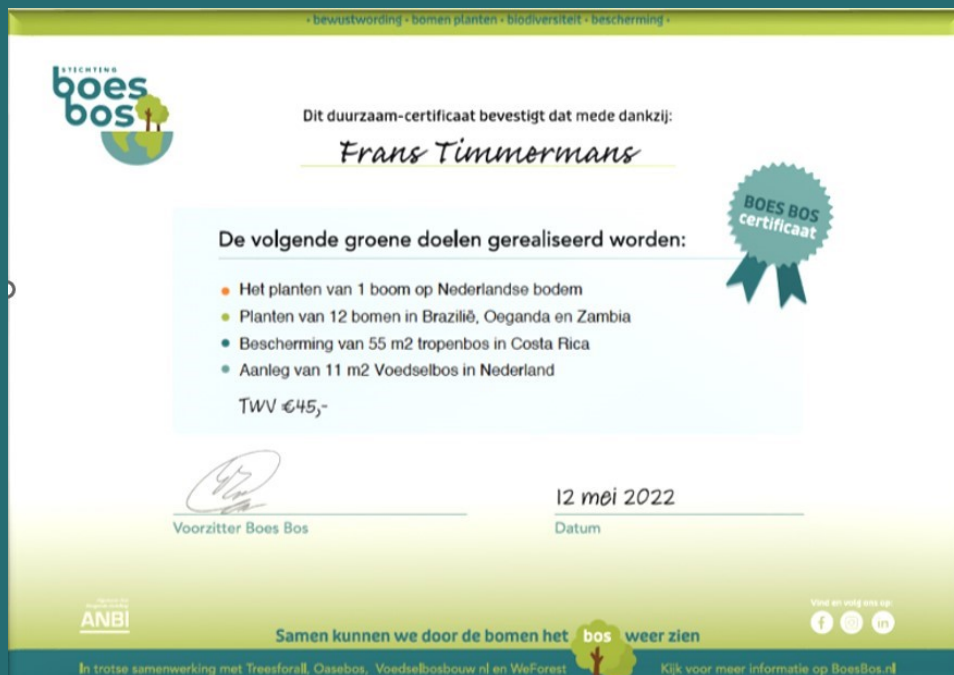 • bewustwording • bomen planten • biodiversiteit • bescherming •
STICHTING
boes
bos
Dit duurzaam-certificaat bevestigt dat mede dankzij:
Frans Timmermans
BOES BOS
certificaat
De volgende groene doelen gerealiseerd worden:
• Het planten van 1 boom op Nederlandse bodem
• Planten van 12 bomen in Brazilië, Oeganda en Zambia
• Bescherming van 55 m2 tropenbos in Costa Rica
• Aanleg van 11 m2 Voedselbos in Nederland
TWV €45,-
12 mei 2022
Voorzitter Boes Bos
Datum
ANBI
Vind en volg ons op:
Samen kunnen we door de bomen het bos weer zien
In trotse samenwerking met Treesforall, Oasebos, Voedselbosbouw nl en WeForest
Kijk voor meer informatie op BoesBos.nl